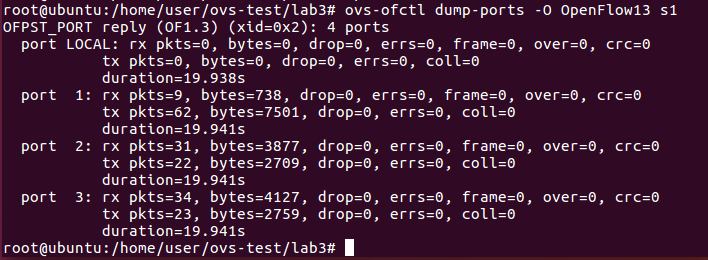 root@ubuntu:/home/user/ovs-test/lab3# ovs-ofctl dump-ports -O OpenFlow13 s1
OFPST_PORT reply (OF1.3) (xid=0x2): 4 ports
  port LOCAL: rx pkts=0, bytes=0, drop=0, errs=0, frame=0, over=0, crc=0
           tx pkts=0, bytes=0, drop=0, errs=0, coll=0
           duration=19.938s
  port  1: rx pkts=9, bytes=738, drop=0, errs=0, frame=0, over=0, crc=0
           tx pkts=62, bytes=7501, drop=0, errs=0, coll=0
           duration=19.941s
  port  2: rx pkts=31, bytes=3877, drop=0, errs=0, frame=0, over=0, crc=0
           tx pkts=22, bytes=2709, drop=0, errs=0, coll=0
           duration=19.941s
  port  3: rx pkts=34, bytes=4127, drop=0, errs=0, frame=0, over=0, crc=0
           tx pkts=23, bytes=2759, drop=0, errs=0, coll=0
           duration=19.941s
root@ubuntu:/home/user/ovs-test/lab3#